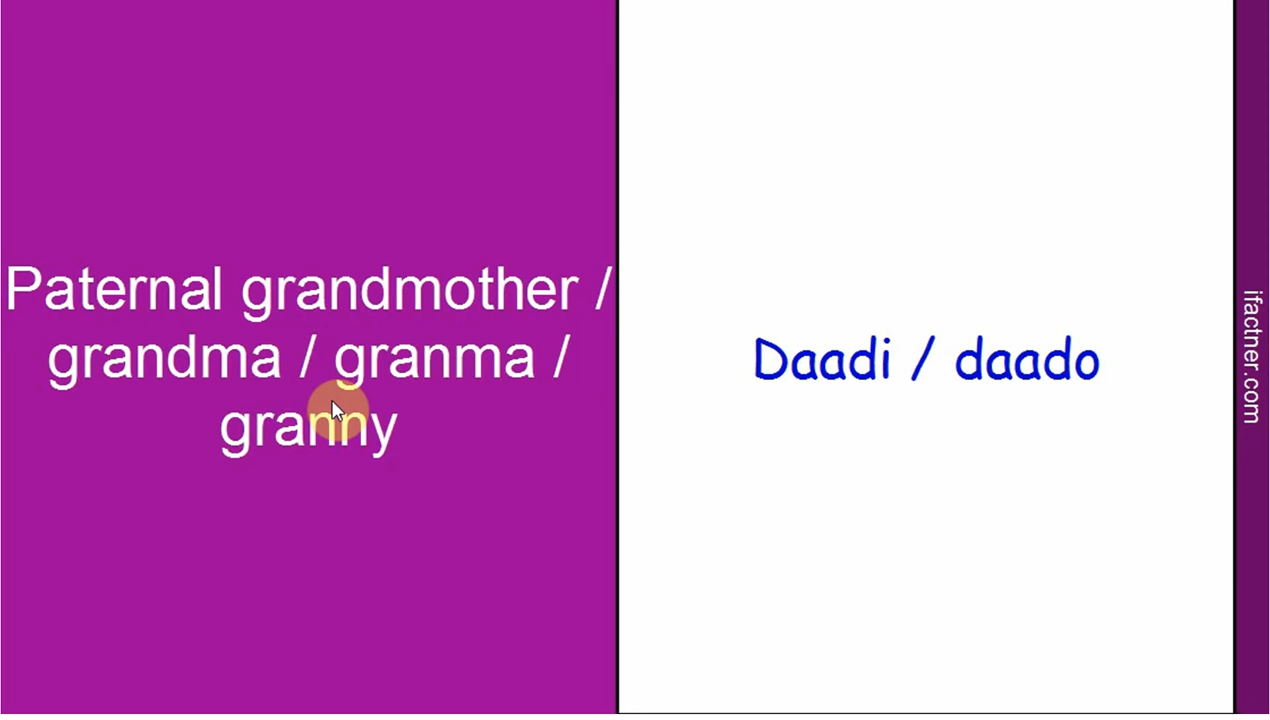 Paternal grandmother /
grandma / granma /
granny
Daadi / daado
ifactner.com